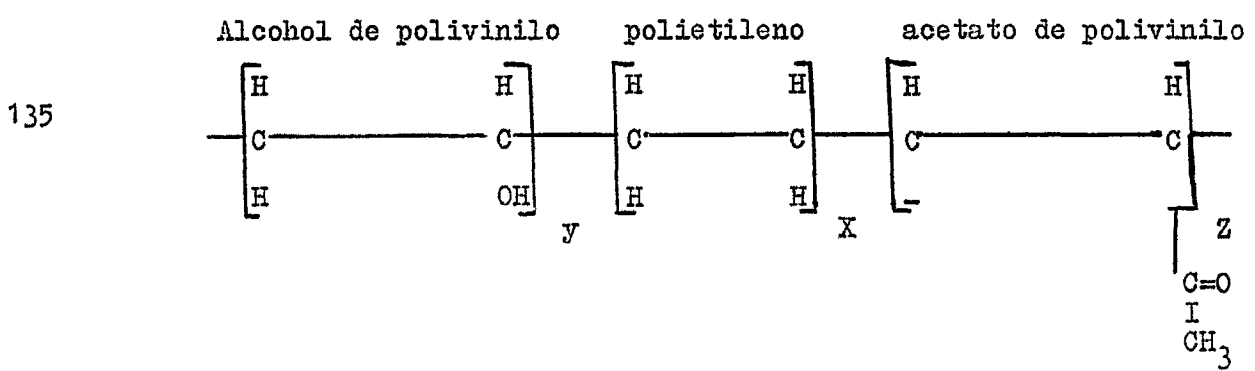 Alcohol de polivinilo polietileno acetato de polivinilo
H H H H H H
135
C C C C C C
H OH H H
y X Z
C=O
I
CH3